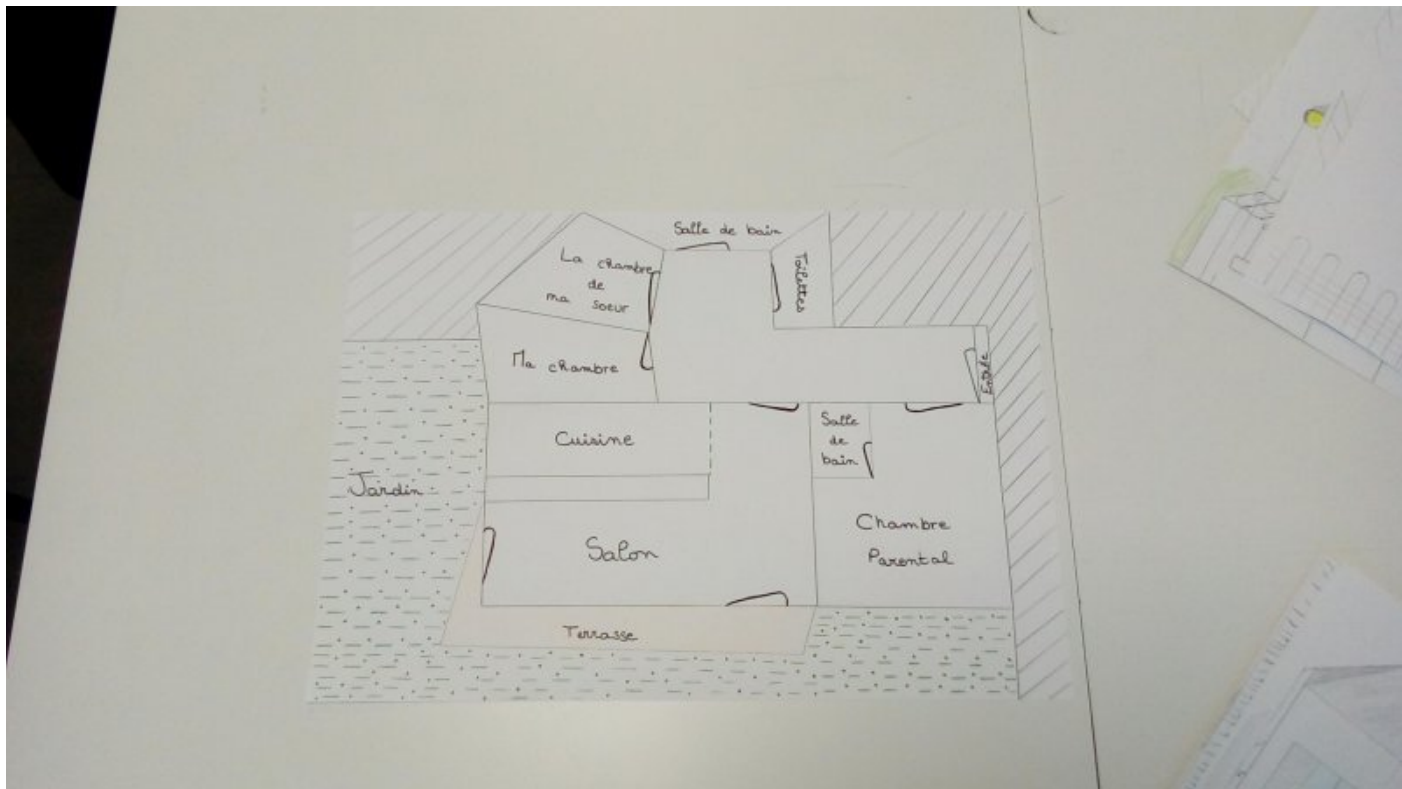 Salle de bain
La chambre
de
ma soeur
Toilettes
Ma chambre
Entrée
Cuisine
Salle
de
bain
Jardin
Chambre
Parental
Salon
Terrasse